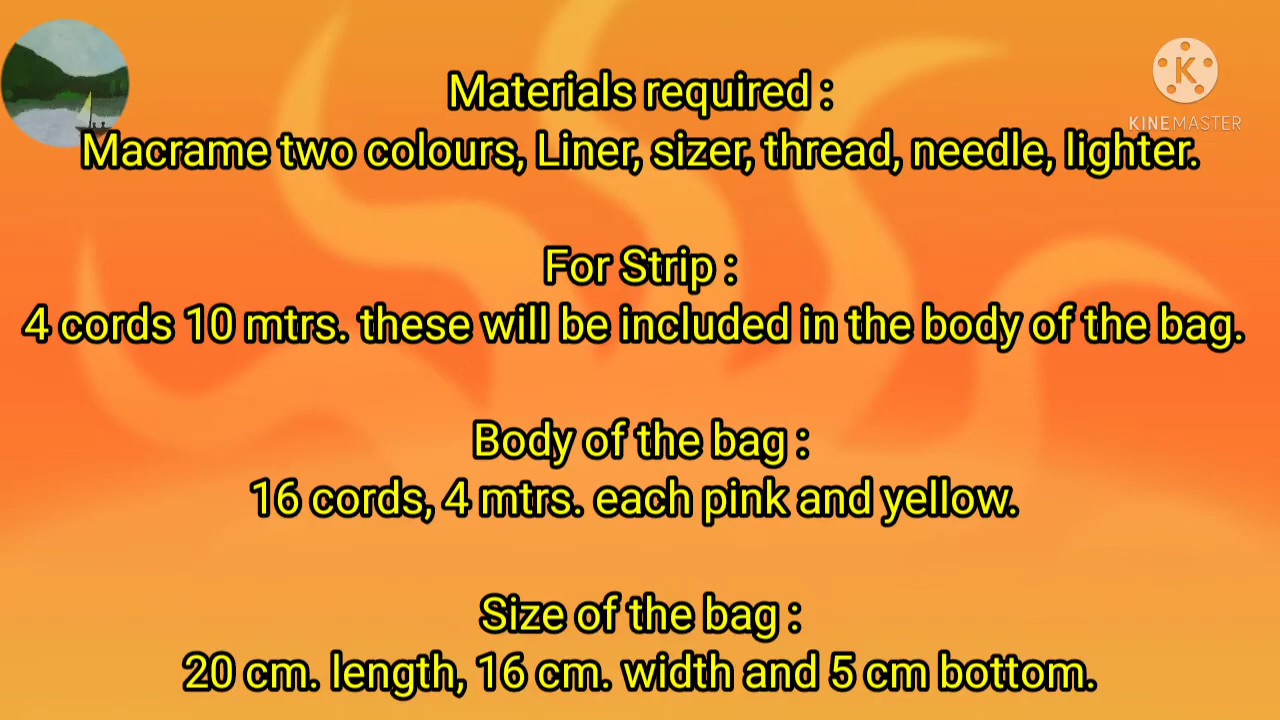 K
KINEMASTER
Materials required :
Macrame two colours, Liner, sizer, thread, needle, lighter.
For Strip :
4 cords 10 mtrs. these will be included in the body of the bag.
Body of the bag :
16 cords, 4 mtrs. each pink and yellow.
Size of the bag :
20 cm. length, 16 cm. width and 5 cm bottom.